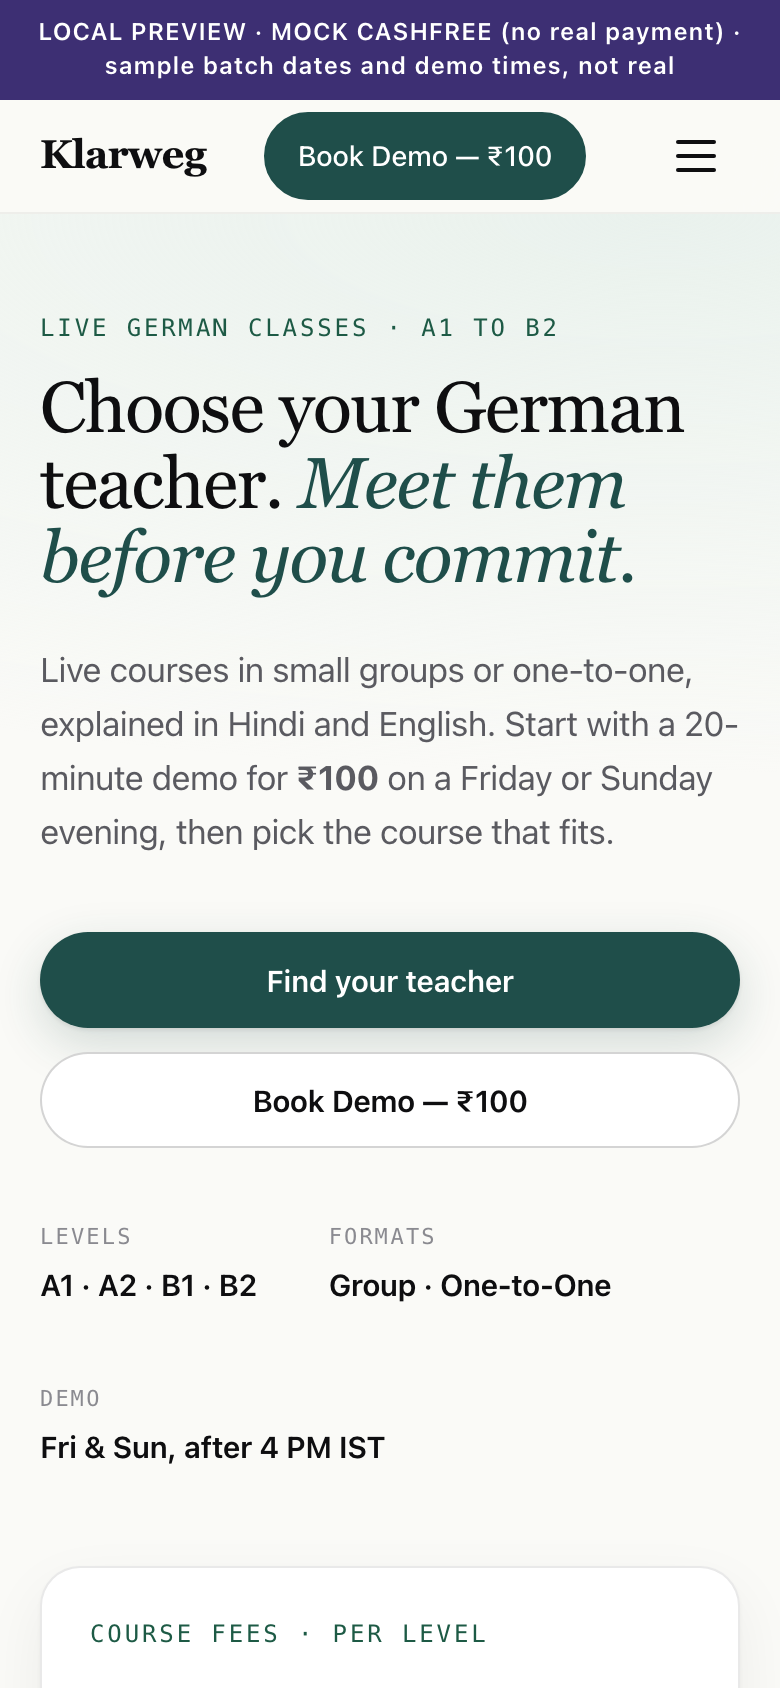 LOCAL PREVIEW · MOCK CASHFREE (no real payment) ·
sample batch dates and demo times, not real
Klarweg
Book Demo — ₹100
LIVE GERMAN CLASSES · A1 TO B2
Choose your German
teacher. Meet them
before you commit.
Live courses in small groups or one-to-one,
explained in Hindi and English. Start with a 20-
minute demo for ₹100 on a Friday or Sunday
evening, then pick the course that fits.
Find your teacher
Book Demo — ₹100
LEVELS
A1 · A2 · B1 · B2
FORMATS
Group · One-to-One
DEMO
Fri & Sun, after 4 PM IST
COURSE FEES · PER LEVEL